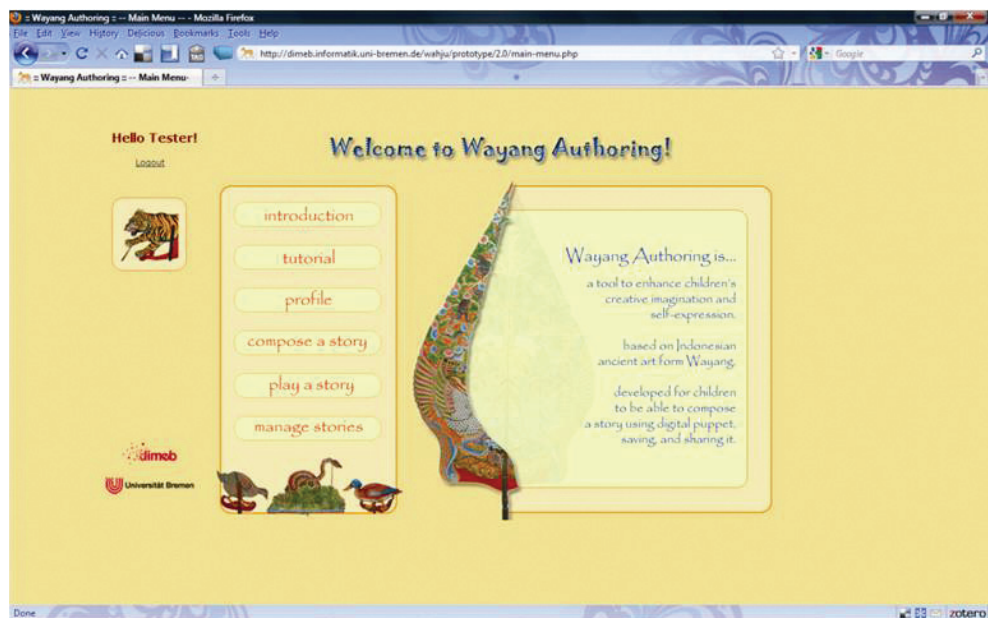 :: Wayang Authoring :: -- Main Menu -- - Mozilla Firefox
File Edit View History Delicious Bookmarks Tools Help
http://dimeb.informatik.uni-bremen.de/wahju/prototype/2.0/main-menu.php
Google
:: Wayang Authoring :: -- Main Menu-
Hello Tester!
Logout
Welcome to Wayang Authoring!
introduction
tutorial
profile
compose a story
play a story
manage stories
Wayang Authoring is...
a tool to enhance children's
creative imagination and
self-expression.
based on Indonesian
ancient art form Wayang.
developed for children
to be able to compose
a story using digital puppet,
saving, and sharing it.
dimeb
Universität Bremen
Done
zotero